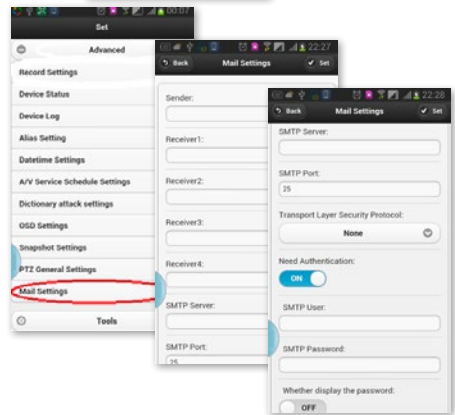 00:07
Set
Advanced
Record Settings
Device Status
Device Log
Alias Setting
Datetime Settings
A/V Service Schedule Settings
Dictionary attack settings
OSD Settings
Snapshot Settings
PTZ General Settings
Mail Settings
Tools
22:27
Back Mail Settings Set
Sender:
Receiver1:
Receiver2:
Receiver3:
Receiver4:
SMTP Server:
SMTP Port:
25
22:28
Back Mail Settings Set
SMTP Server:
SMTP Port:
25
Transport Layer Security Protocol:
None
Need Authentication:
ON
SMTP User:
SMTP Password:
Whether display the password:
OFF